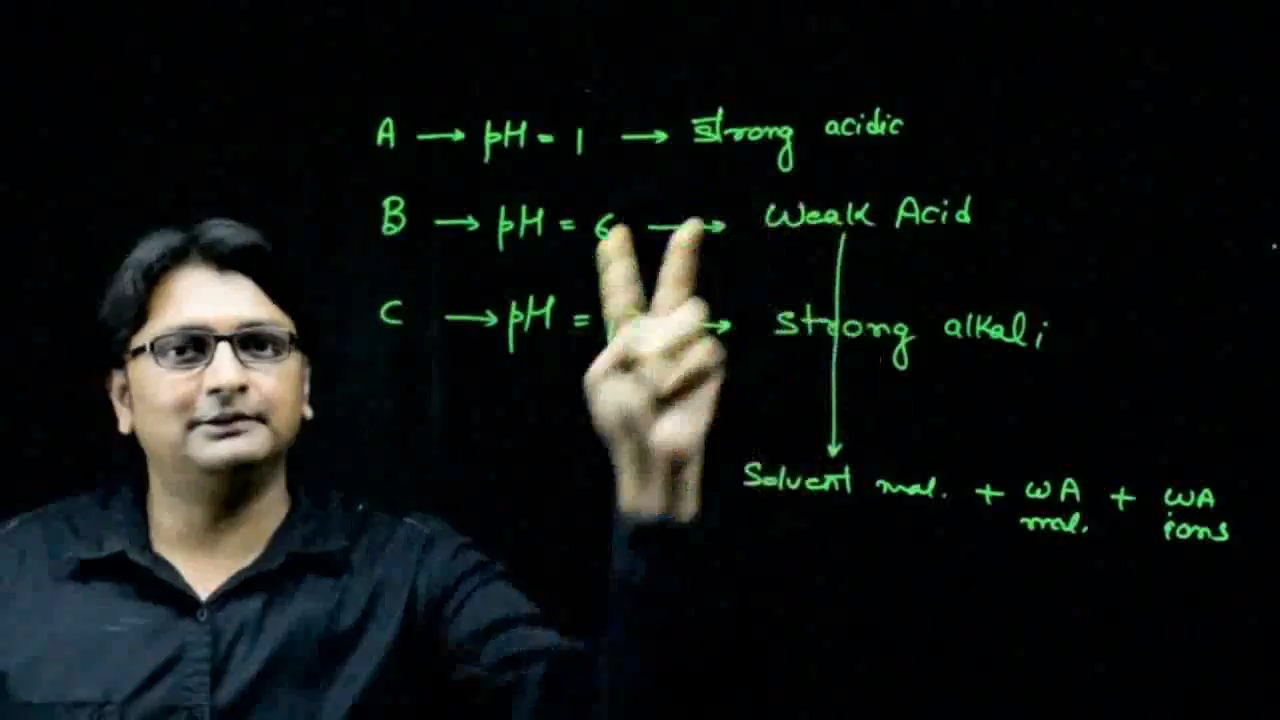 A → pH = 1 → strong acidic
B → pH = 6 → Weak Acid
C → pH = → strong alkali
Solvent mol. + WA mol. + WA ions